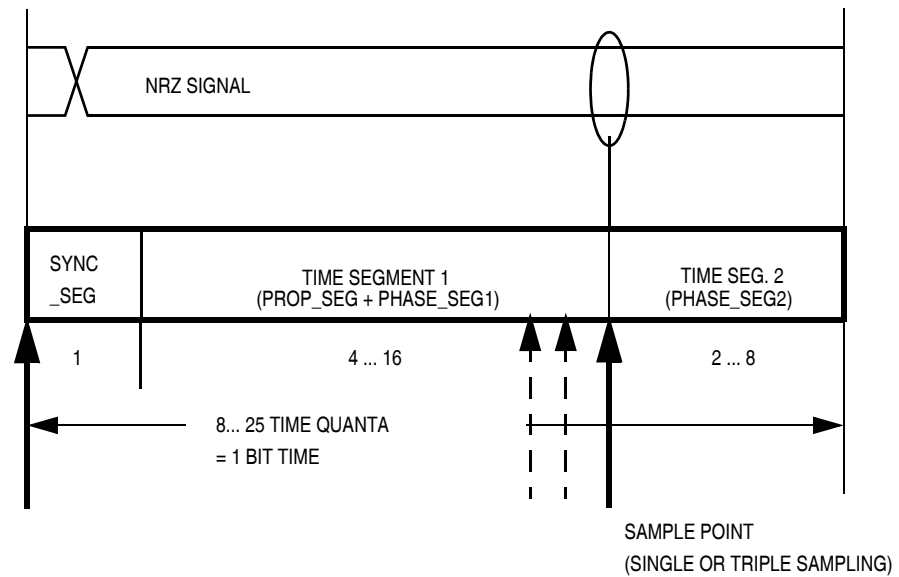 NRZ SIGNAL
SYNC
_SEG
TIME SEGMENT 1
(PROP_SEG + PHASE_SEG1)
TIME SEG. 2
(PHASE_SEG2)
1
4 ... 16
2 ... 8
8... 25 TIME QUANTA
= 1 BIT TIME
SAMPLE POINT
(SINGLE OR TRIPLE SAMPLING)